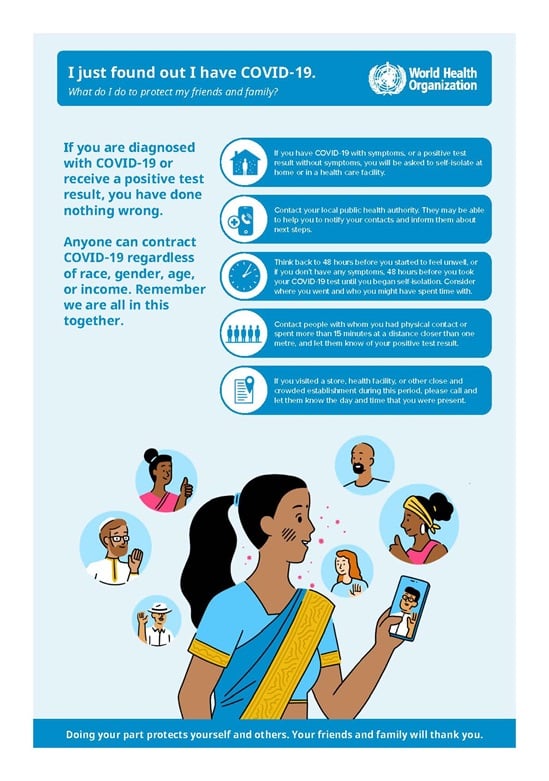 I just found out I have COVID-19.
What do I do to protect my friends and family?
World Health
Organization
If you are diagnosed
with COVID-19 or
receive a positive test
result, you have done
nothing wrong.
Anyone can contract
COVID-19 regardless
of race, gender, age,
or income. Remember
we are all in this
together.
If you have COVID-19 with symptoms, or a positive test
result without symptoms, you will be asked to self-isolate at
home or in a health care facility.
Contact your local public health authority. They may be able
to help you to notify your contacts and inform them about
next steps.
Think back to 48 hours before you started to feel unwell, or
if you don't have any symptoms, 48 hours before you took
your COVID-19 test until you began self-isolation. Consider
where you went and who you might have spent time with.
Contact people with whom you had physical contact or
spent more than 15 minutes at a distance closer than one
metre, and let them know of your positive test result.
If you visited a store, health facility, or other close and
crowded establishment during this period, please call and
let them know the day and time that you were present.
Doing your part protects yourself and others. Your friends and family will thank you.